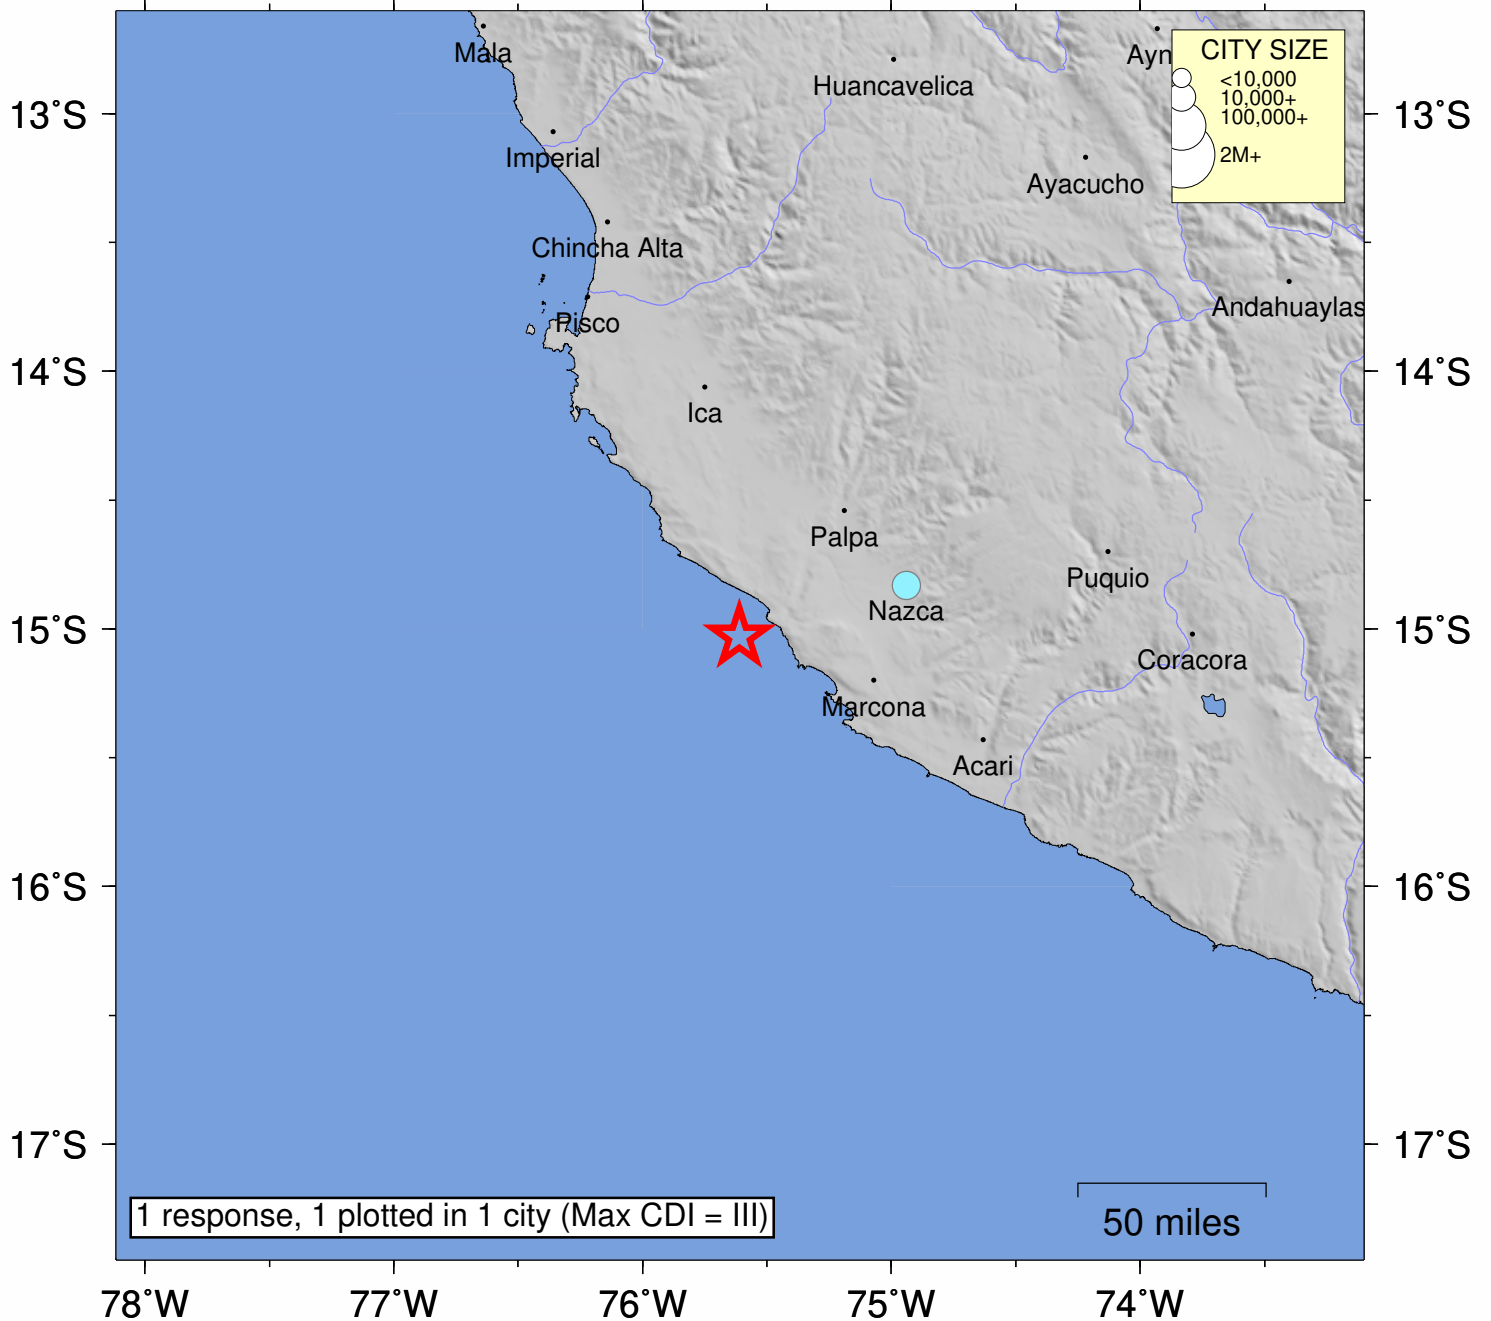 Mala
Huancavelica
Ayn
CITY SIZE
<10,000
10,000+
100,000+
2M+
13°S
13°S
Imperial
Ayacucho
Chincha Alta
Andahuaylas
Pisco
14°S
14°S
Ica
Palpa
Puquio
Nazca
15°S
15°S
Coracora
Marcona
Acari
16°S
16°S
17°S
17°S
1 response, 1 plotted in 1 city (Max CDI = III)
50 miles
78°W
77°W
76°W
75°W
74°W